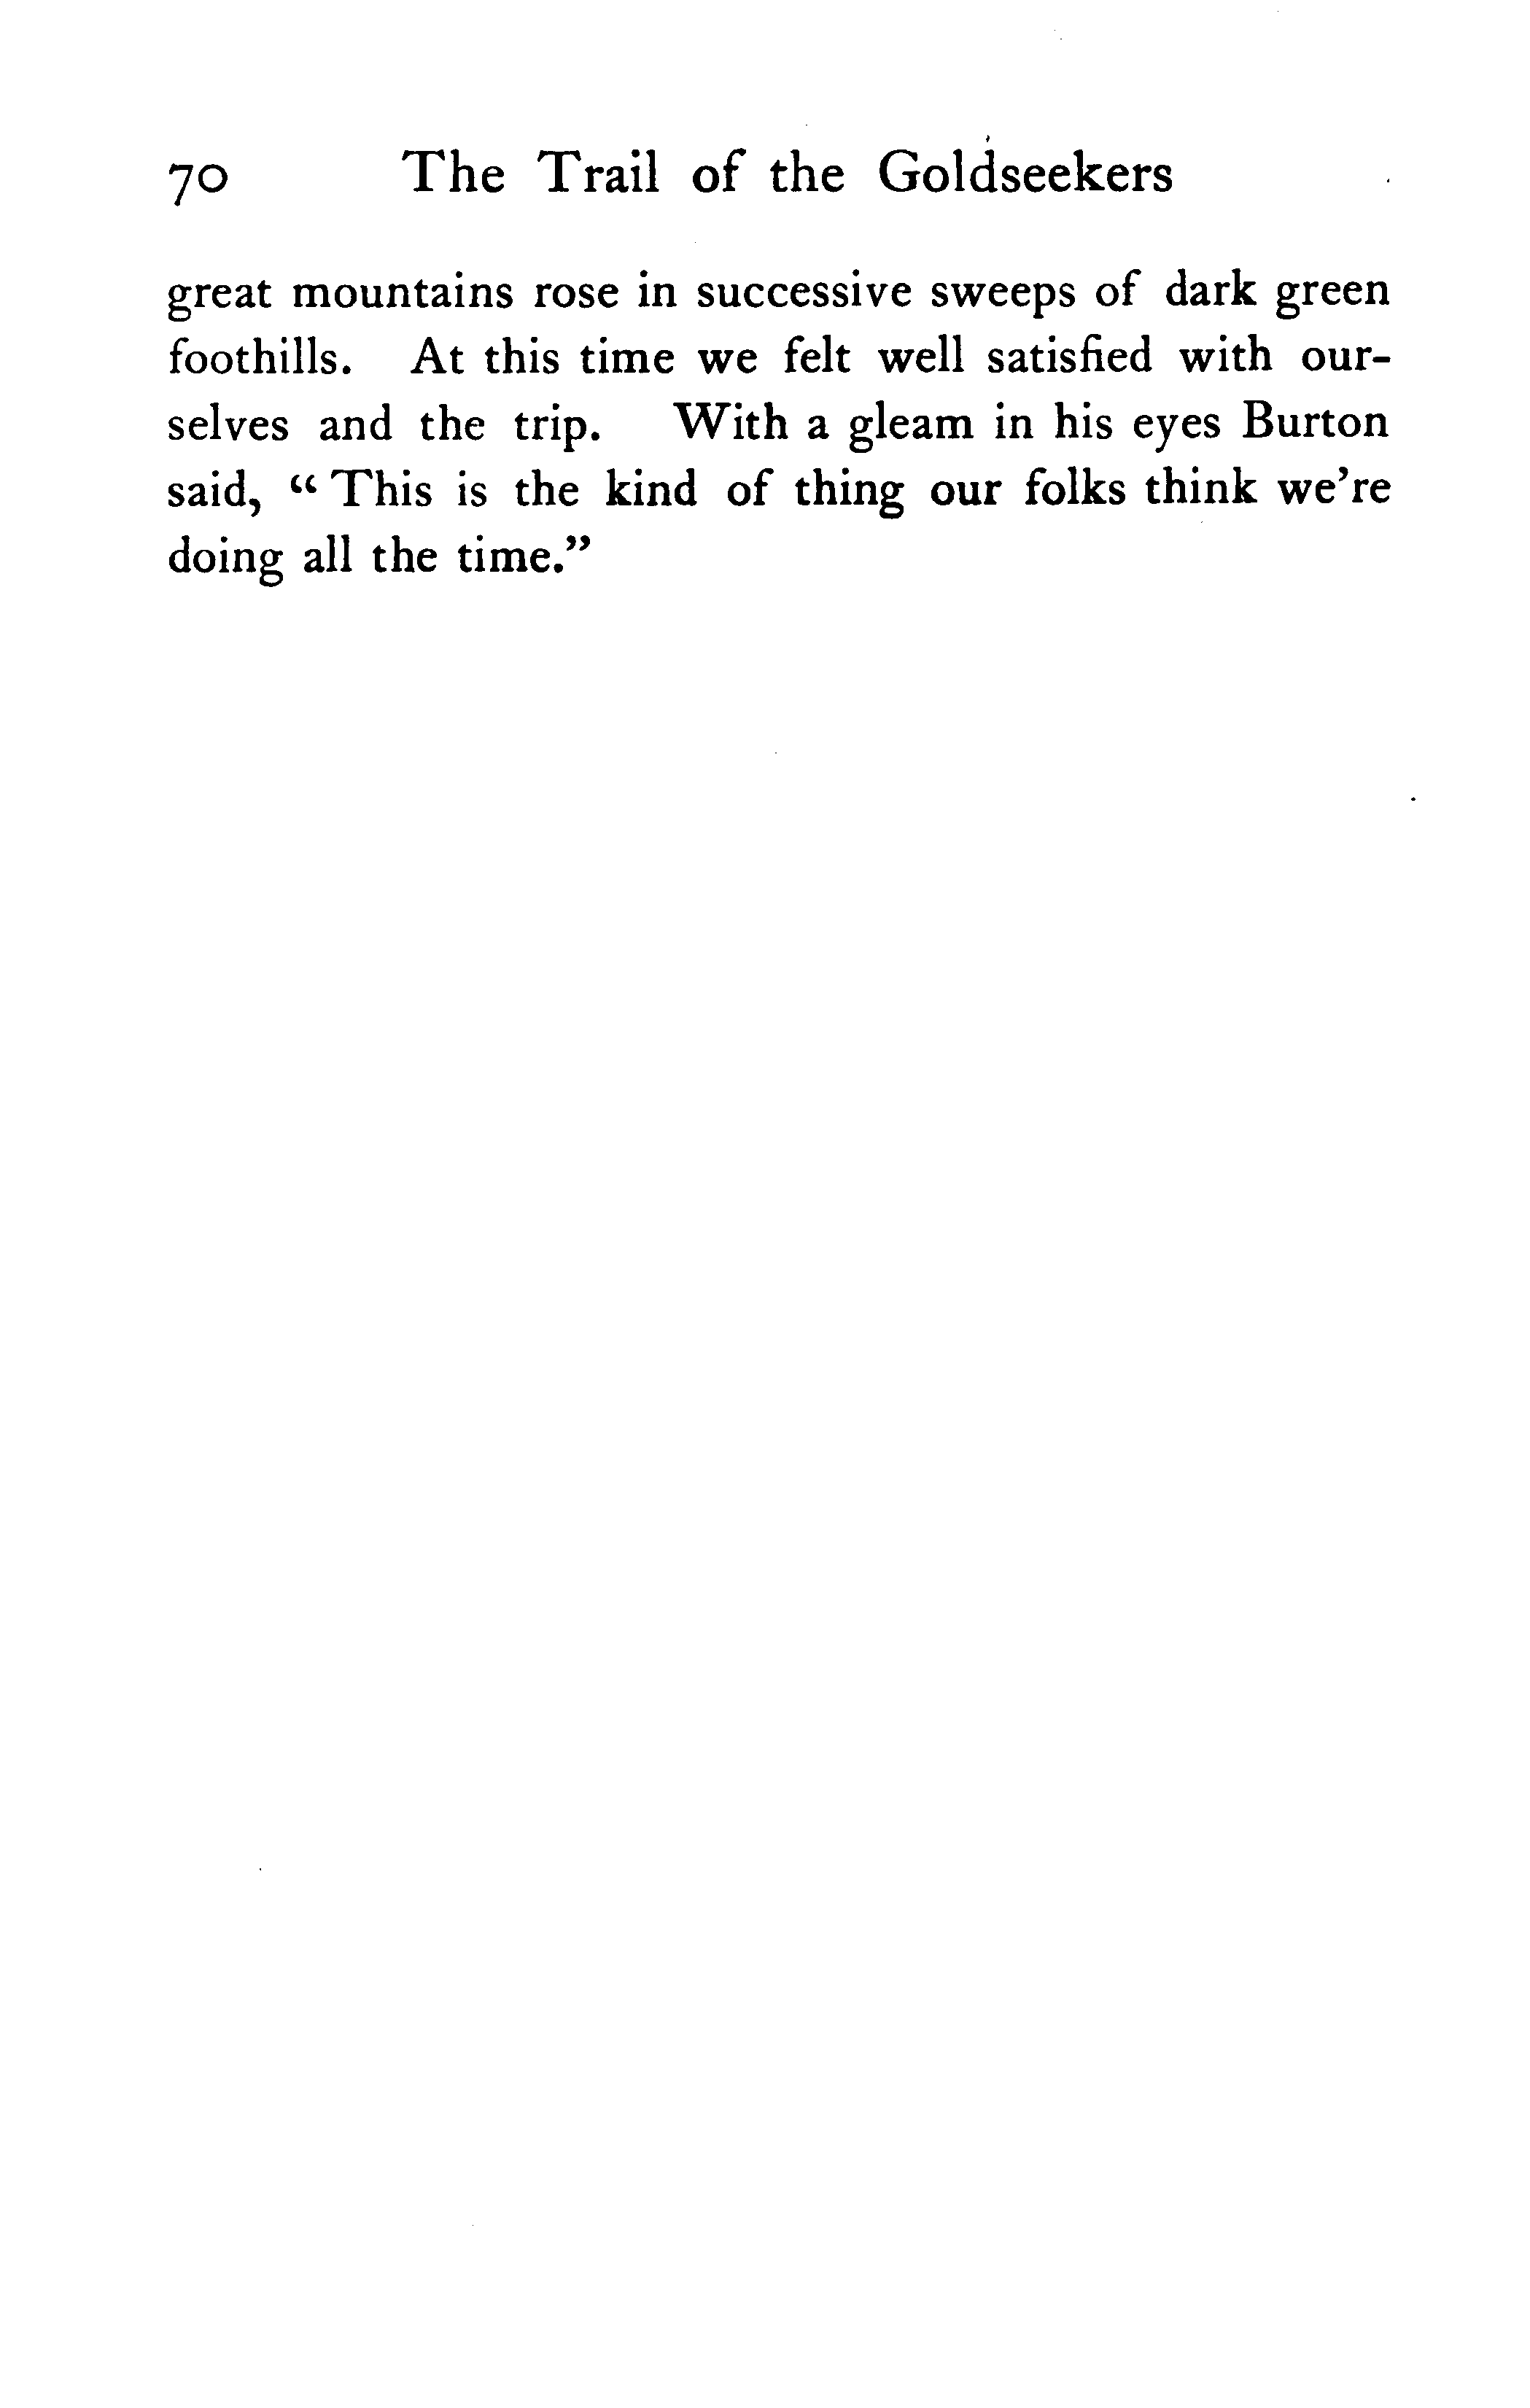 70 The Trail of the Goldseekers
great mountains rose in successive sweeps of dark green
foothills. At this time we felt well satisfied with our-
selves and the trip. With a gleam in his eyes Burton
said, “This is the kind of thing our folks think we’re
doing all the time.”